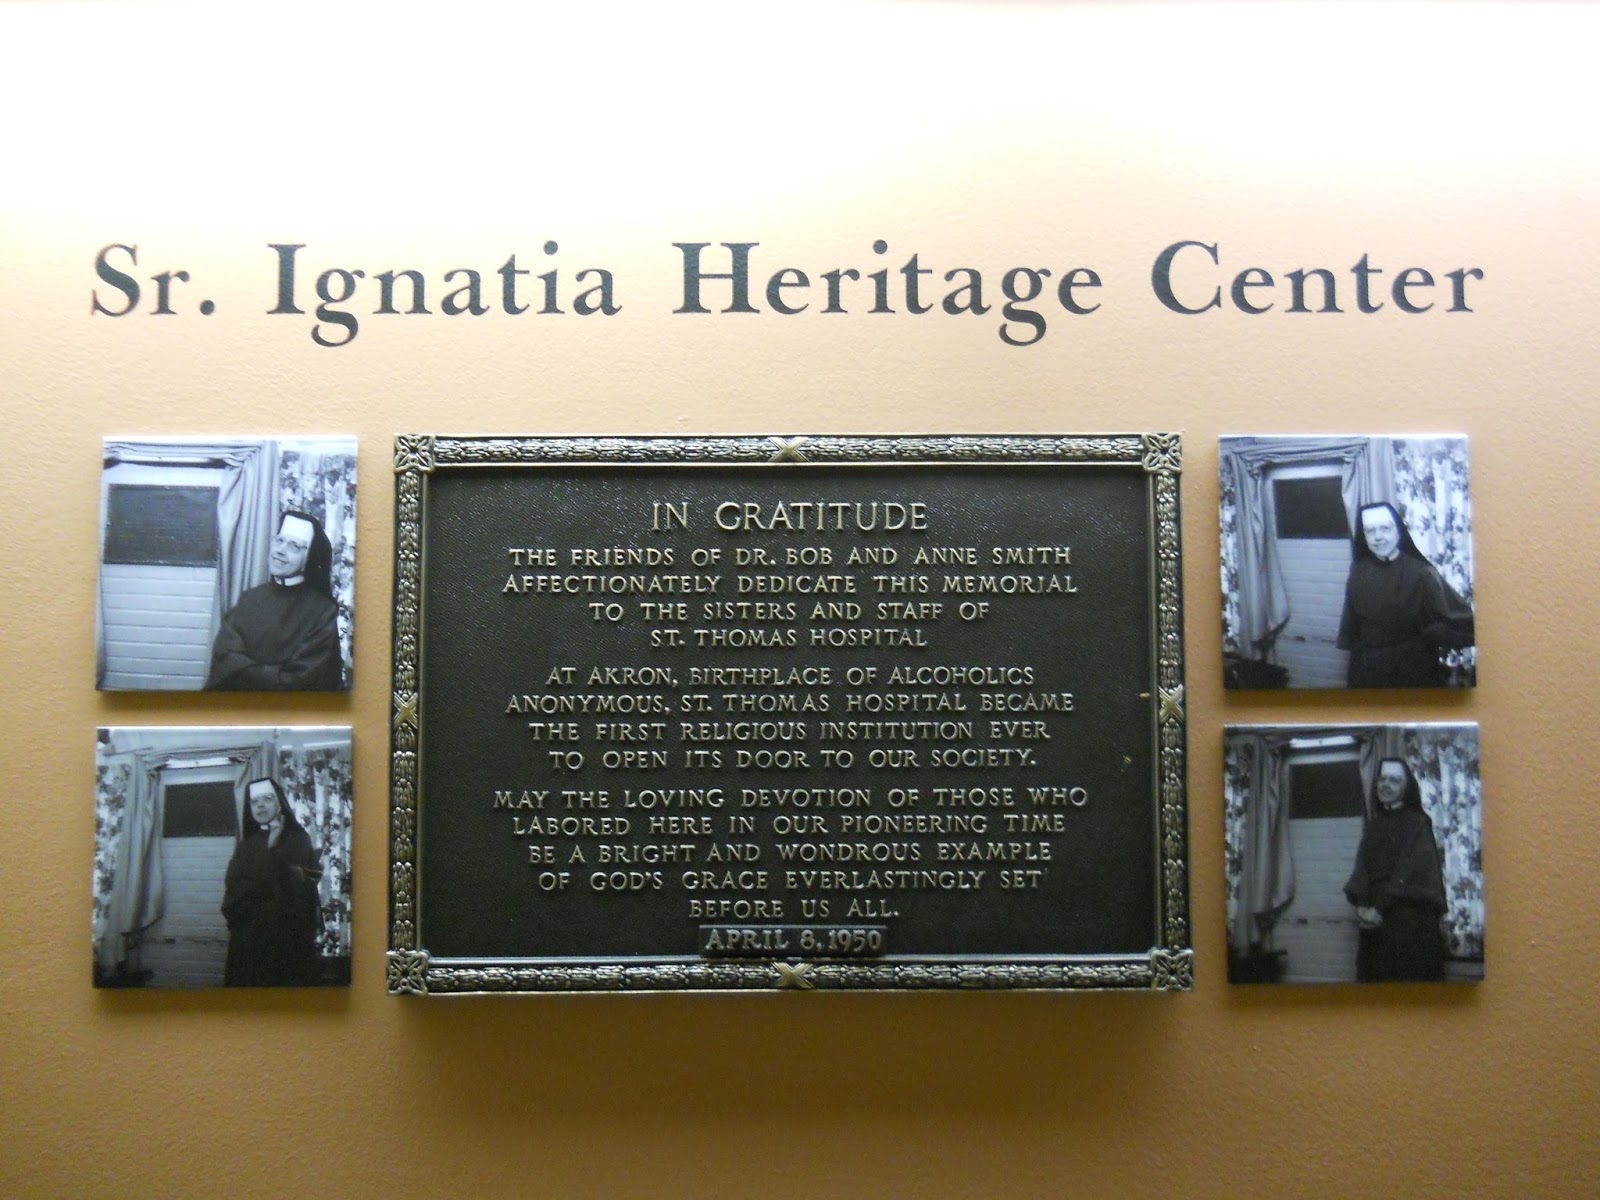 Sr. Ignatia Heritage Center
IN GRATITUDE
THE FRIENDS OF DR. BOB AND ANNE SMITH
AFFECTIONATELY DEDICATE THIS MEMORIAL
TO THE SISTERS AND STAFF OF
ST. THOMAS HOSPITAL
AT AKRON, BIRTHPLACE OF ALCOHOLICS
ANONYMOUS, ST. THOMAS HOSPITAL BECAME
THE FIRST RELIGIOUS INSTITUTION EVER
TO OPEN ITS DOOR TO OUR SOCIETY.
MAY THE LOVING DEVOTION OF THOSE WHO
LABORED HERE IN OUR PIONEERING TIME
BE A BRIGHT AND WONDROUS EXAMPLE
OF GOD'S GRACE EVERLASTINGLY SET
BEFORE US ALL.
APRIL 8, 1950